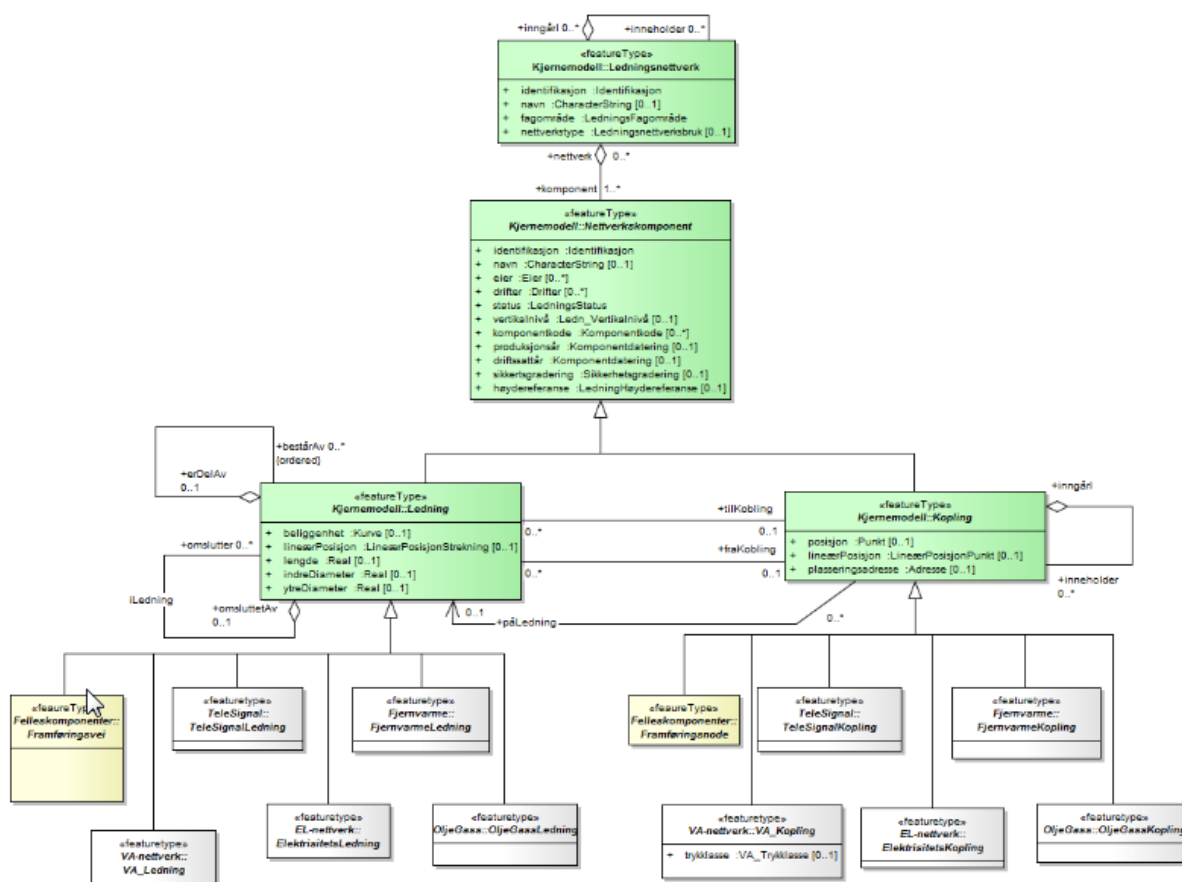 +inngårI 0..*
+inneholder 0..*
«featureType»
Kjernemodell::Ledningsnettverk
+ identifikasjon :Identifikasjon
+ navn :CharacterString [0..1]
+ fagområde :LedningsFagområde
+ nettverkstype :Ledningsnettverksbruk [0..1]
+nettverk 0..*
+komponent 1..*
«featureType»
Kjernemodell::Nettverkskomponent
+ identifikasjon :Identifikasjon
+ navn :CharacterString [0..1]
+ eier :Eier [0..*]
+ drifter :Drifter [0..*]
+ status :LedningsStatus
+ vertikalnivå :Ledn_Vertikalnivå [0..1]
+ komponentkode :Komponentkode [0..*]
+ produksjonsår :Komponentdatering [0..1]
+ driftssattår :Komponentdatering [0..1]
+ sikkertsgradering :Sikkerhetsgradering [0..1]
+ høydereferanse :LedningHøydereferanse [0..1]
+består Av 0..*
{ordered}
+erDelAv
0..1
«featureType»
Kjernemodell::Ledning
+ beliggenhet :Kurve [0..1]
+ lineærPosisjon :LineærPosisjonStrekning [0..1]
+ lengde :Real [0..1]
+ indreDiameter :Real [0..1]
+ ytreDiameter :Real [0..1]
+omslutter 0..*
ILedning
+omsluttetAv
0..1
+tilKobling
0..*
0..1
+fraKobling
0..*
0..1
0..1
+påLedning
0..*
«featureType»
Kjernemodell::Kopling
+ posisjon :Punkt [0..1]
+ lineærPosisjon :LineærPosisjonPunkt [0..1]
+ plasseringsadresse :Adresse [0..1]
+inngårI
+inneholder
0..*
«feaureType»
Felleskomponenter::
Framføringsvei
«featuretype»
TeleSignal::
TeleSignalLedning
«featuretype»
Fjernvarme::
FjernvarmeLedning
«feaureType»
Felleskomponenter::
Framføringsnode
«featuretype»
TeleSignal::
TeleSignalKopling
«featuretype»
Fjernvarme::
FjernvarmeKopling
«featuretype»
VA-nettverk::
VA_Ledning
«featuretype»
EL-nettverk::
ElektrisitetsLedning
«featuretype»
OljeGass::OljeGassLedning
«featuretype»
VA-nettverk::VA_Kopling
+ trykklasse :VA_Trykklasse [0..1]
«featuretype»
EL-nettverk::
ElektrisitetsKopling
«featuretype»
OljeGass::OljeGassKopling